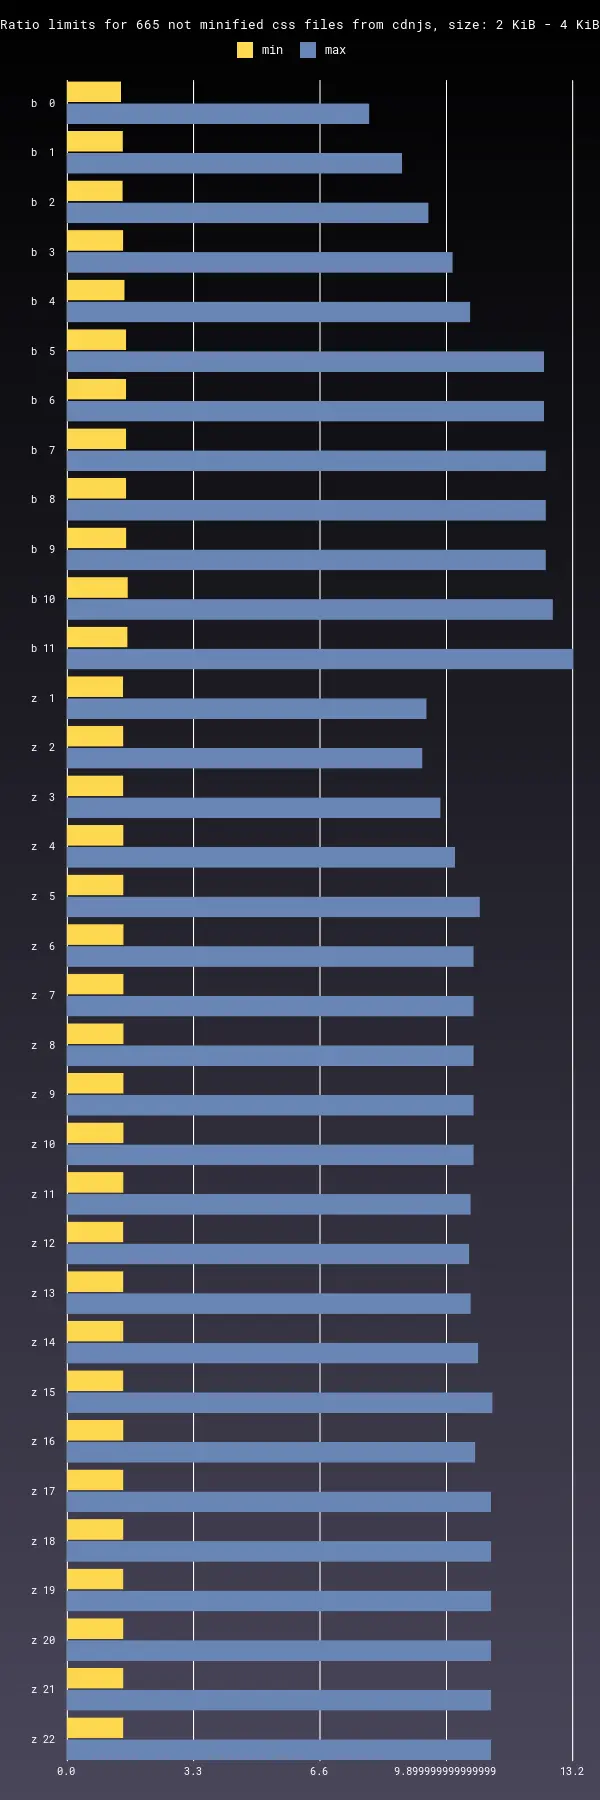 Ratio limits for 665 not minified css files from cdnjs, size: 2 KiB - 4 KiB
min max
b 0
b 1
b 2
b 3
b 4
b 5
b 6
b 7
b 8
b 9
b 10
b 11
z 1
z 2
z 3
z 4
z 5
z 6
z 7
z 8
z 9
z 10
z 11
z 12
z 13
z 14
z 15
z 16
z 17
z 18
z 19
z 20
z 21
z 22
0.0 3.3 6.6 9.899999999999999 13.2